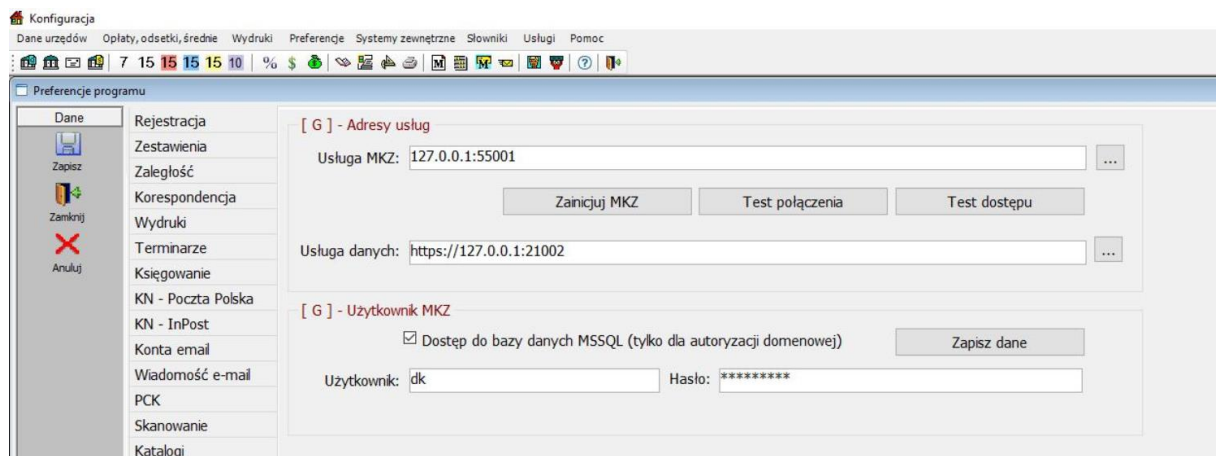 Konfiguracja
Dane urzędów Opłaty, odsetki, średnie Wydruki Preferencje Systemy zewnętrzne Słowniki Usługi Pomoc
7 15 15 15 15 10 % $
Preferencje programu
Dane
Zapisz
Zamknij
Anuluj
Rejestracja
Zestawienia
Zaległość
Korespondencja
Wydruki
Terminarze
Księgowanie
KN - Poczta Polska
KN - InPost
Konta email
Wiadomość e-mail
PCK
Skanowanie
Katalogi
[ G ] - Adresy usług
Usługa MKZ: 127.0.0.1:55001 ...
Zainicjuj MKZ Test połączenia Test dostępu
Usługa danych: https://127.0.0.1:21002 ...
[ G ] - Użytkownik MKZ
Dostęp do bazy danych MSSQL (tylko dla autoryzacji domenowej) Zapisz dane
Użytkownik: dk Hasło: *********